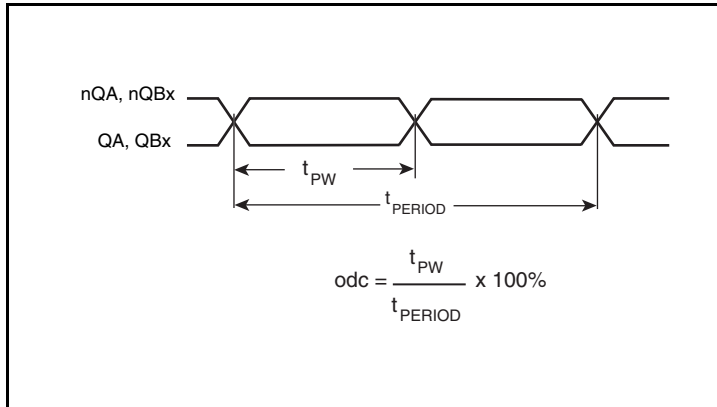 nQA, nQBx
QA, QBx
tPW
tPERIOD
odc = tPW / tPERIOD x 100%